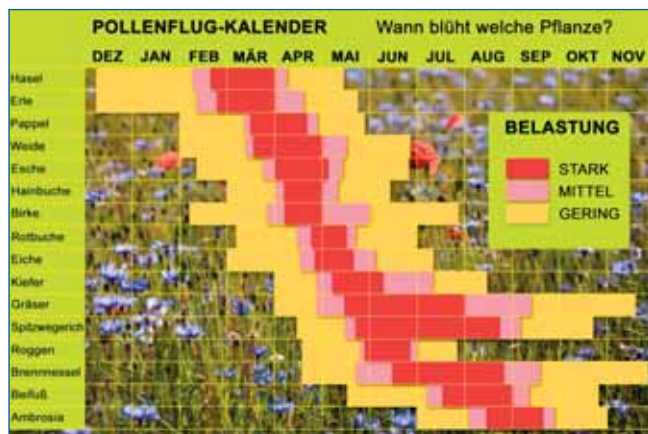 POLLENFLUG-KALENDER Wann blüht welche Pflanze?
DEZ JAN FEB MÄR APR MAI JUN JUL AUG SEP OKT NOV
Hasel
Erle
Pappel
Weide
Esche
Hainbuche
Birke
Rotbuche
Eiche
Kiefer
Gräser
Spitzwegerich
Roggen
Brennnessel
Beifuß
Ambrosia
BELASTUNG
STARK
MITTEL
GERING